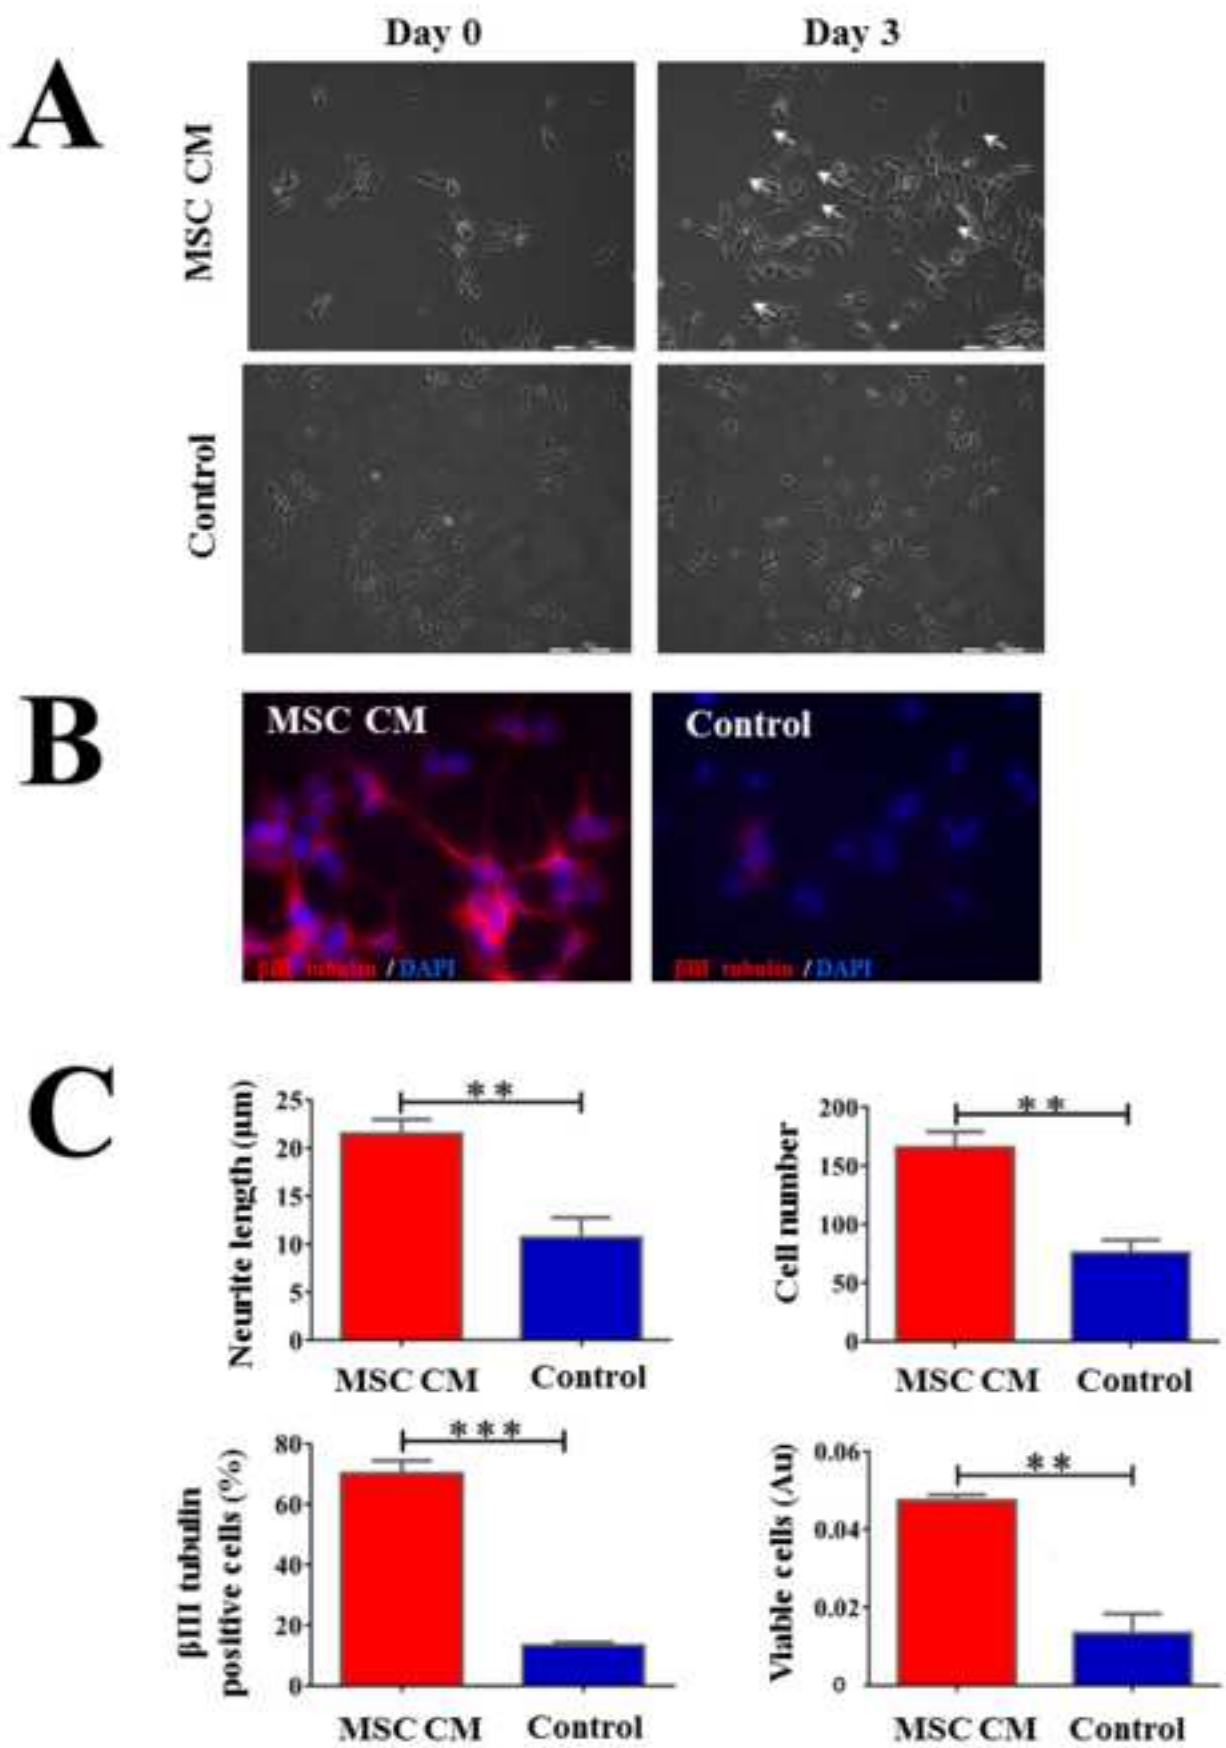 Day 0 Day 3
A
MSC CM
Control
B
MSC CM Control
βIII tubulin / DAPI βIII tubulin / DAPI
C
Neurite length (μm)
25
20
15
10
5
0
MSC CM Control
**
Cell number
200
150
100
50
0
MSC CM Control
**
βIII tubulin
positive cells (%)
80
60
40
20
0
MSC CM Control
***
Viable cells (Au)
0.06
0.04
0.02
0
MSC CM Control
**